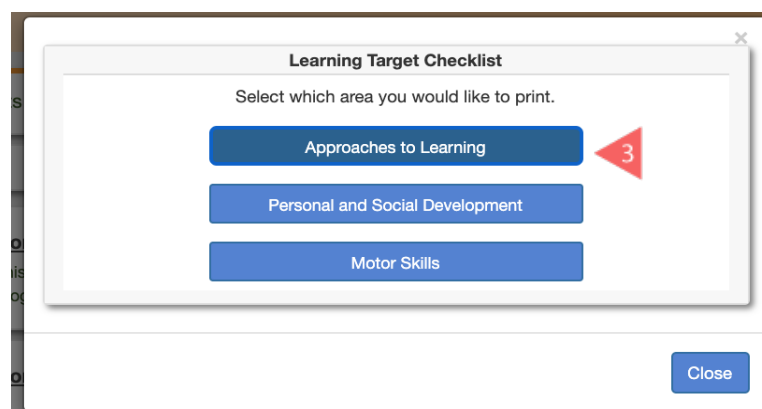 ×
Learning Target Checklist
Select which area you would like to print.
Approaches to Learning
3
Personal and Social Development
Motor Skills
Close